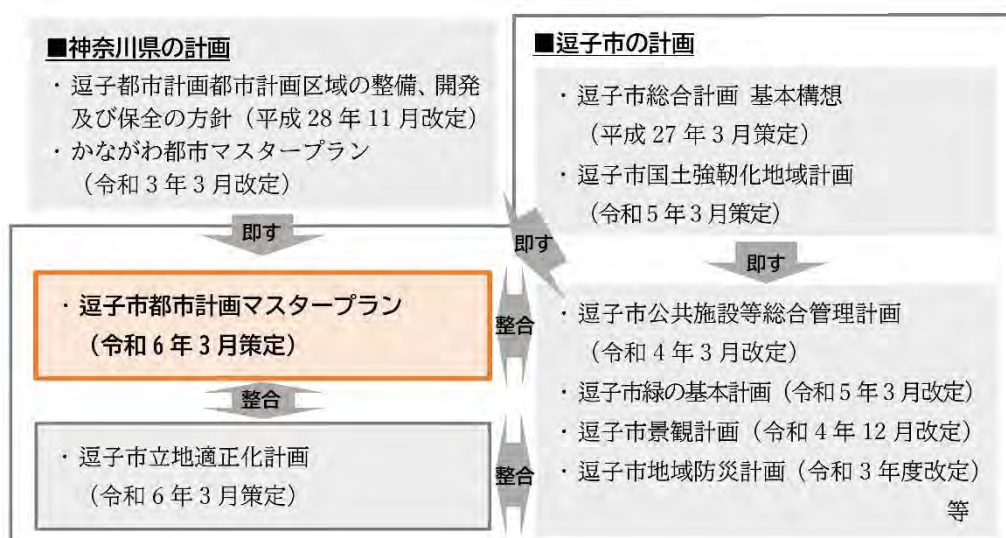 ■神奈川県の計画
・逗子都市計画都市計画区域の整備、開発
及び保全の方針（平成 28 年 11 月改定）
・かながわ都市マスタープラン
（令和 3 年 3 月改定）
■逗子市の計画
・逗子市総合計画 基本構想
（平成 27 年 3 月策定）
・逗子市国土強靭化地域計画
（令和 5 年 3 月策定）
即す
即す
即す
・逗子市都市計画マスタープラン
（令和 6 年 3 月策定）
整合
整合
・逗子市立地適正化計画
（令和 6 年 3 月策定）
整合
・逗子市公共施設等総合管理計画
（令和 4 年 3 月改定）
・逗子市緑の基本計画（令和 5 年 3 月改定）
・逗子市景観計画（令和 4 年 12 月改定）
・逗子市地域防災計画（令和 3 年度改定）
等